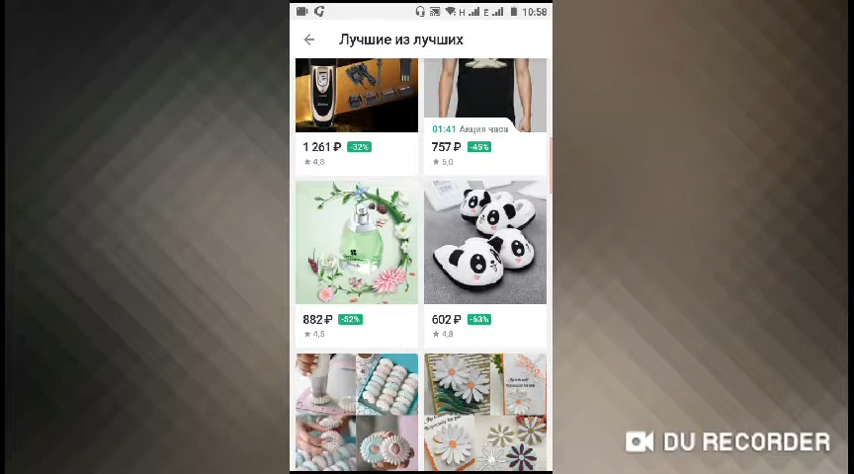 10:58
Лучшие из лучших
01:41 Акция часа
1 261 ₽ -32%
757 ₽ -45%
★ 4,8
★ 5,0
882 ₽ -52%
602 ₽ -63%
★ 4,5
★ 4,8
DU RECORDER